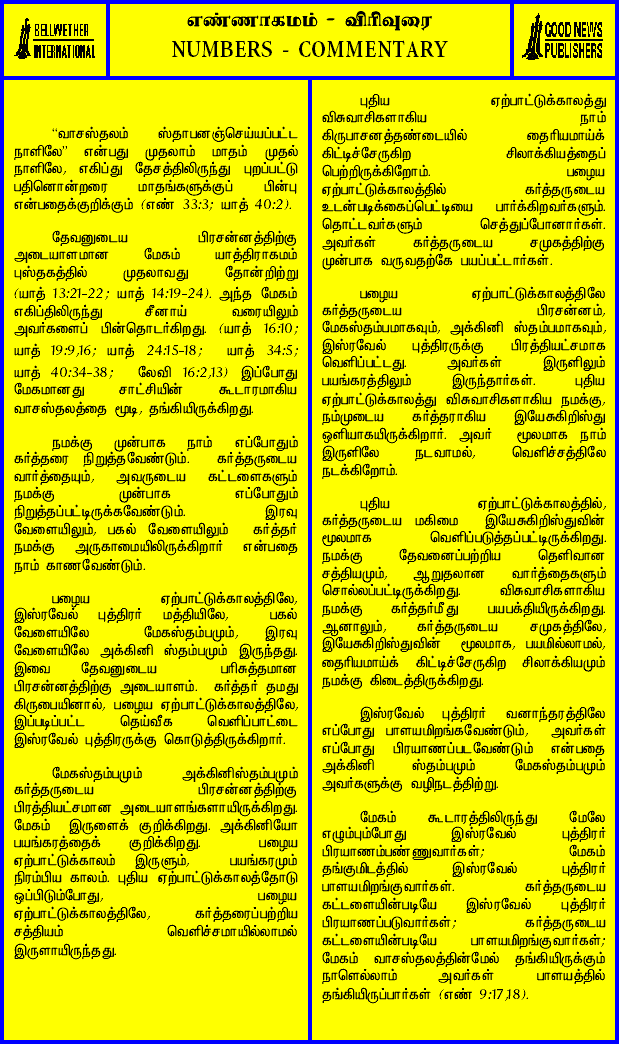 BELLWETHER
INTERNATIONAL
எண்ணாகமம் - விரிவுரை
NUMBERS - COMMENTARY
GOOD NEWS
PUBLISHERS
“வாசஸ்தலம் ஸ்தாபனஞ்செய்யப்பட்ட
நாளிலே” என்பது முதலாம் மாதம் முதல்
நாளிலே, எகிப்து தேசத்திலிருந்து புறப்பட்டு
பதினொன்றரை மாதங்களுக்குப் பின்பு
என்பதைக்குறிக்கும் (எண் 33:3; யாத் 40:2).
தேவனுடைய பிரசன்னத்திற்கு
அடையாளமான மேகம் யாத்திராகமம்
புஸ்தகத்தில் முதலாவது தோன்றிற்று
(யாத் 13:21-22; யாத் 14:19-24). அந்த மேகம்
எகிப்திலிருந்து சீனாய் வரையிலும்
அவர்களைப் பின்தொடர்கிறது. (யாத் 16:10;
யாத் 19:9,16; யாத் 24:15-18; யாத் 34:5;
யாத் 40:34-38; லேவி 16:2,13) இப்போது
மேகமானது சாட்சியின் கூடாரமாகிய
வாசஸ்தலத்தை மூடி, தங்கியிருக்கிறது.
நமக்கு முன்பாக நாம் எப்போதும்
கர்த்தரை நிறுத்தவேண்டும். கர்த்தருடைய
வார்த்தையும், அவருடைய கட்டளைகளும்
நமக்கு முன்பாக எப்போதும்
நிறுத்தப்பட்டிருக்கவேண்டும். இரவு
வேளையிலும், பகல் வேளையிலும் கர்த்தர்
நமக்கு அருகாமையிலிருக்கிறார் என்பதை
நாம் காணவேண்டும்.
பழைய ஏற்பாட்டுக்காலத்திலே,
இஸ்ரவேல் புத்திரர் மத்தியிலே, பகல்
வேளையிலே மேகஸ்தம்பமும், இரவு
வேளையிலே அக்கினி ஸ்தம்பமும் இருந்தது.
இவை தேவனுடைய பரிசுத்தமான
பிரசன்னத்திற்கு அடையாளம். கர்த்தர் தமது
கிருபையினால், பழைய ஏற்பாட்டுக்காலத்திலே,
இப்படிப்பட்ட தெய்வீக வெளிப்பாட்டை
இஸ்ரவேல் புத்திரருக்கு கொடுத்திருக்கிறார்.
மேகஸ்தம்பமும் அக்கினிஸ்தம்பமும்
கர்த்தருடைய பிரசன்னத்திற்கு
பிரத்தியட்சமான அடையாளங்களாயிருக்கிறது.
மேகம் இருளைக் குறிக்கிறது. அக்கினியோ
பயங்கரத்தைக் குறிக்கிறது. பழைய
ஏற்பாட்டுக்காலம் இருளும், பயங்கரமும்
நிரம்பிய காலம். புதிய ஏற்பாட்டுக்காலத்தோடு
ஒப்பிடும்போது, பழைய
ஏற்பாட்டுக்காலத்திலே, கர்த்தரைப்பற்றிய
சத்தியம் வெளிச்சமாயில்லாமல்
இருளாயிருந்தது.
புதிய ஏற்பாட்டுக்காலத்து
விசுவாசிகளாகிய நாம்
கிருபாசனத்தண்டையில் தைரியமாய்க்
கிட்டிச்சேருகிற சிலாக்கியத்தைப்
பெற்றிருக்கிறோம். பழைய
ஏற்பாட்டுக்காலத்தில் கர்த்தருடைய
உடன்படிக்கைப்பெட்டியை பார்க்கிறவர்களும்.
தொட்டவர்களும் செத்துப்போனார்கள்.
அவர்கள் கர்த்தருடைய சமுகத்திற்கு
முன்பாக வருவதற்கே பயப்பட்டார்கள்.
பழைய ஏற்பாட்டுக்காலத்திலே
கர்த்தருடைய பிரசன்னம்,
மேகஸ்தம்பமாகவும், அக்கினி ஸ்தம்பமாகவும்,
இஸ்ரவேல் புத்திரருக்கு பிரத்தியட்சமாக
வெளிப்பட்டது. அவர்கள் இருளிலும்
பயங்கரத்திலும் இருந்தார்கள். புதிய
ஏற்பாட்டுகாலத்து விசுவாசிகளாகிய நமக்கு,
நம்முடைய கர்த்தராகிய இயேசுகிறிஸ்து
ஒளியாகயிருக்கிறார். அவர் மூலமாக நாம்
இருளிலே நடவாமல், வெளிச்சத்திலே
நடக்கிறோம்.
புதிய ஏற்பாட்டுக்காலத்தில்,
கர்த்தருடைய மகிமை இயேசுகிறிஸ்துவின்
மூலமாக வெளிப்படுத்தப்பட்டிருக்கிறது.
நமக்கு தேவனைப்பற்றிய தெளிவான
சத்தியமும், ஆறுதலான வார்த்தைகளும்
சொல்லப்பட்டிருக்கிறது. விசுவாசிகளாகிய
நமக்கு கர்த்தர்மீது பயபக்தியிருக்கிறது.
ஆனாலும், கர்த்தருடைய சமுகத்திலே,
இயேசுகிறிஸ்துவின் மூலமாக, பயமில்லாமல்,
தைரியமாய்க் கிட்டிச்சேருகிற சிலாக்கியமும்
நமக்கு கிடைத்திருக்கிறது.
இஸ்ரவேல் புத்திரர் வனாந்தரத்திலே
எப்போது பாளயமிறங்கவேண்டும், அவர்கள்
எப்போது பிரயாணப்படவேண்டும் என்பதை
அக்கினி ஸ்தம்பமும் மேகஸ்தம்பமும்
அவர்களுக்கு வழிநடத்திற்று.
மேகம் கூடாரத்திலிருந்து மேலே
எழும்பும்போது இஸ்ரவேல் புத்திரர்
பிரயாணம்பண்ணுவார்கள்; மேகம்
தங்குமிடத்தில் இஸ்ரவேல் புத்திரர்
பாளயமிறங்குவார்கள். கர்த்தருடைய
கட்டளையின்படியே இஸ்ரவேல் புத்திரர்
பிரயாணப்படுவார்கள்; கர்த்தருடைய
கட்டளையின்படியே பாளயமிறங்குவார்கள்;
மேகம் வாசஸ்தலத்தின்மேல் தங்கியிருக்கும்
நாளெல்லாம் அவர்கள் பாளயத்தில்
தங்கியிருப்பார்கள் (எண் 9:17,18).